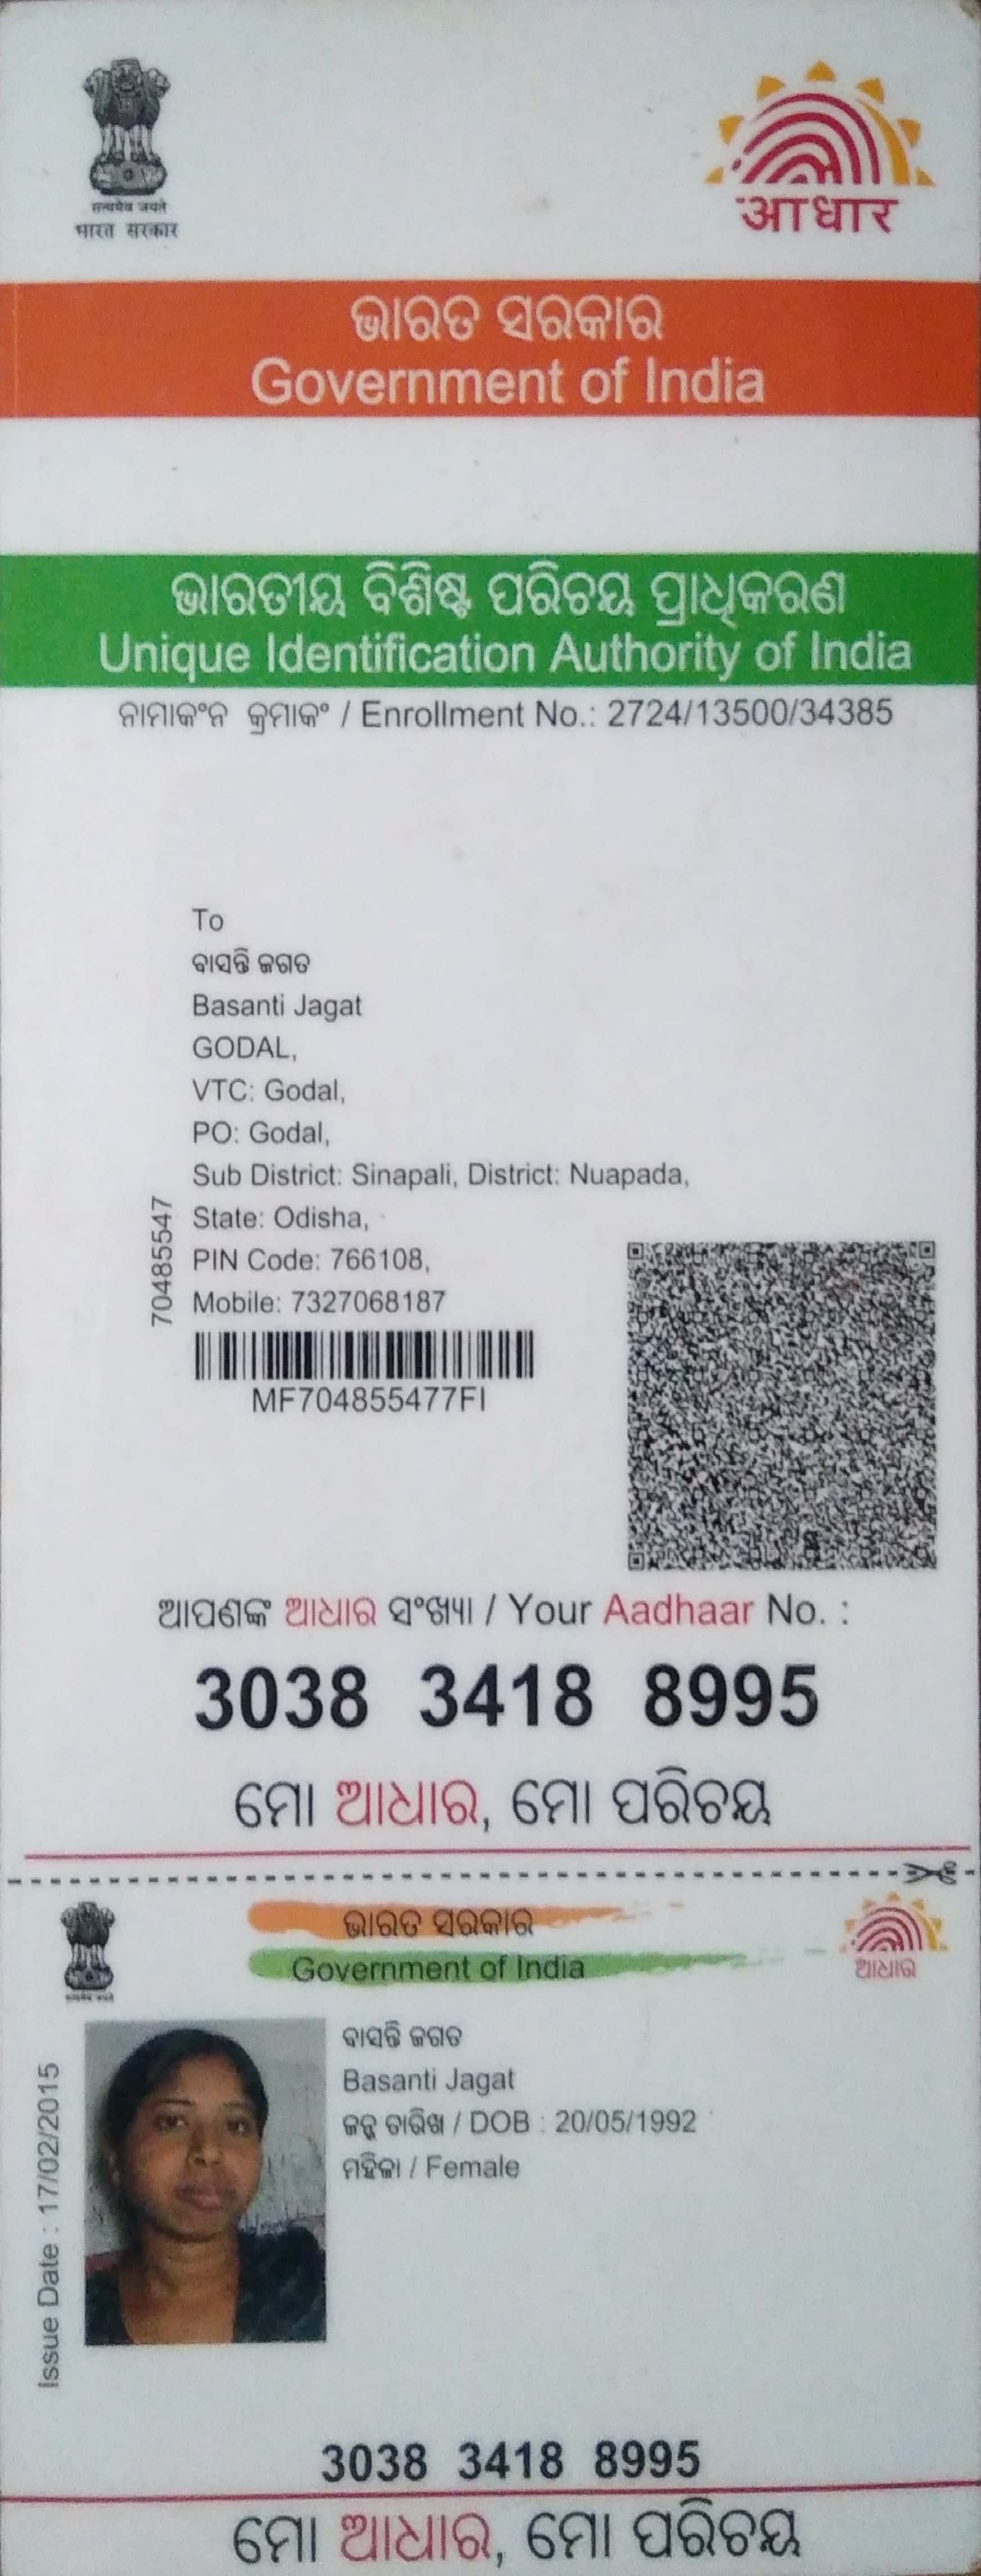 सत्यमेव जयते
भारत सरकार
आधार
ଭାରତ ସରକାର
Government of India
ଭାରତୀୟ ବିଶିଷ୍ଟ ପରିଚୟ ପ୍ରାଧିକରଣ
Unique Identification Authority of India
ନାମାକଂନ କ୍ରମାକଂ / Enrollment No.: 2724/13500/34385
To
ବାସନ୍ତି ଜଗତ
Basanti Jagat
GODAL,
VTC: Godal,
PO: Godal,
Sub District: Sinapali, District: Nuapada,
State: Odisha,
PIN Code: 766108,
Mobile: 7327068187
70485547
MF704855477FI
ଆପଣଙ୍କ ଆଧାର ସଂଖ୍ୟା / Your Aadhaar No. :
3038 3418 8995
ମୋ ଆଧାର, ମୋ ପରିଚୟ
ଭାରତ ସରକାର
Government of India
ଆଧାର
ବାସନ୍ତି ଜଗତ
Basanti Jagat
ଜନ୍ମ ତାରିଖ / DOB : 20/05/1992
ମହିଳା / Female
Issue Date : 17/02/2015
3038 3418 8995
ମୋ ଆଧାର, ମୋ ପରିଚୟ